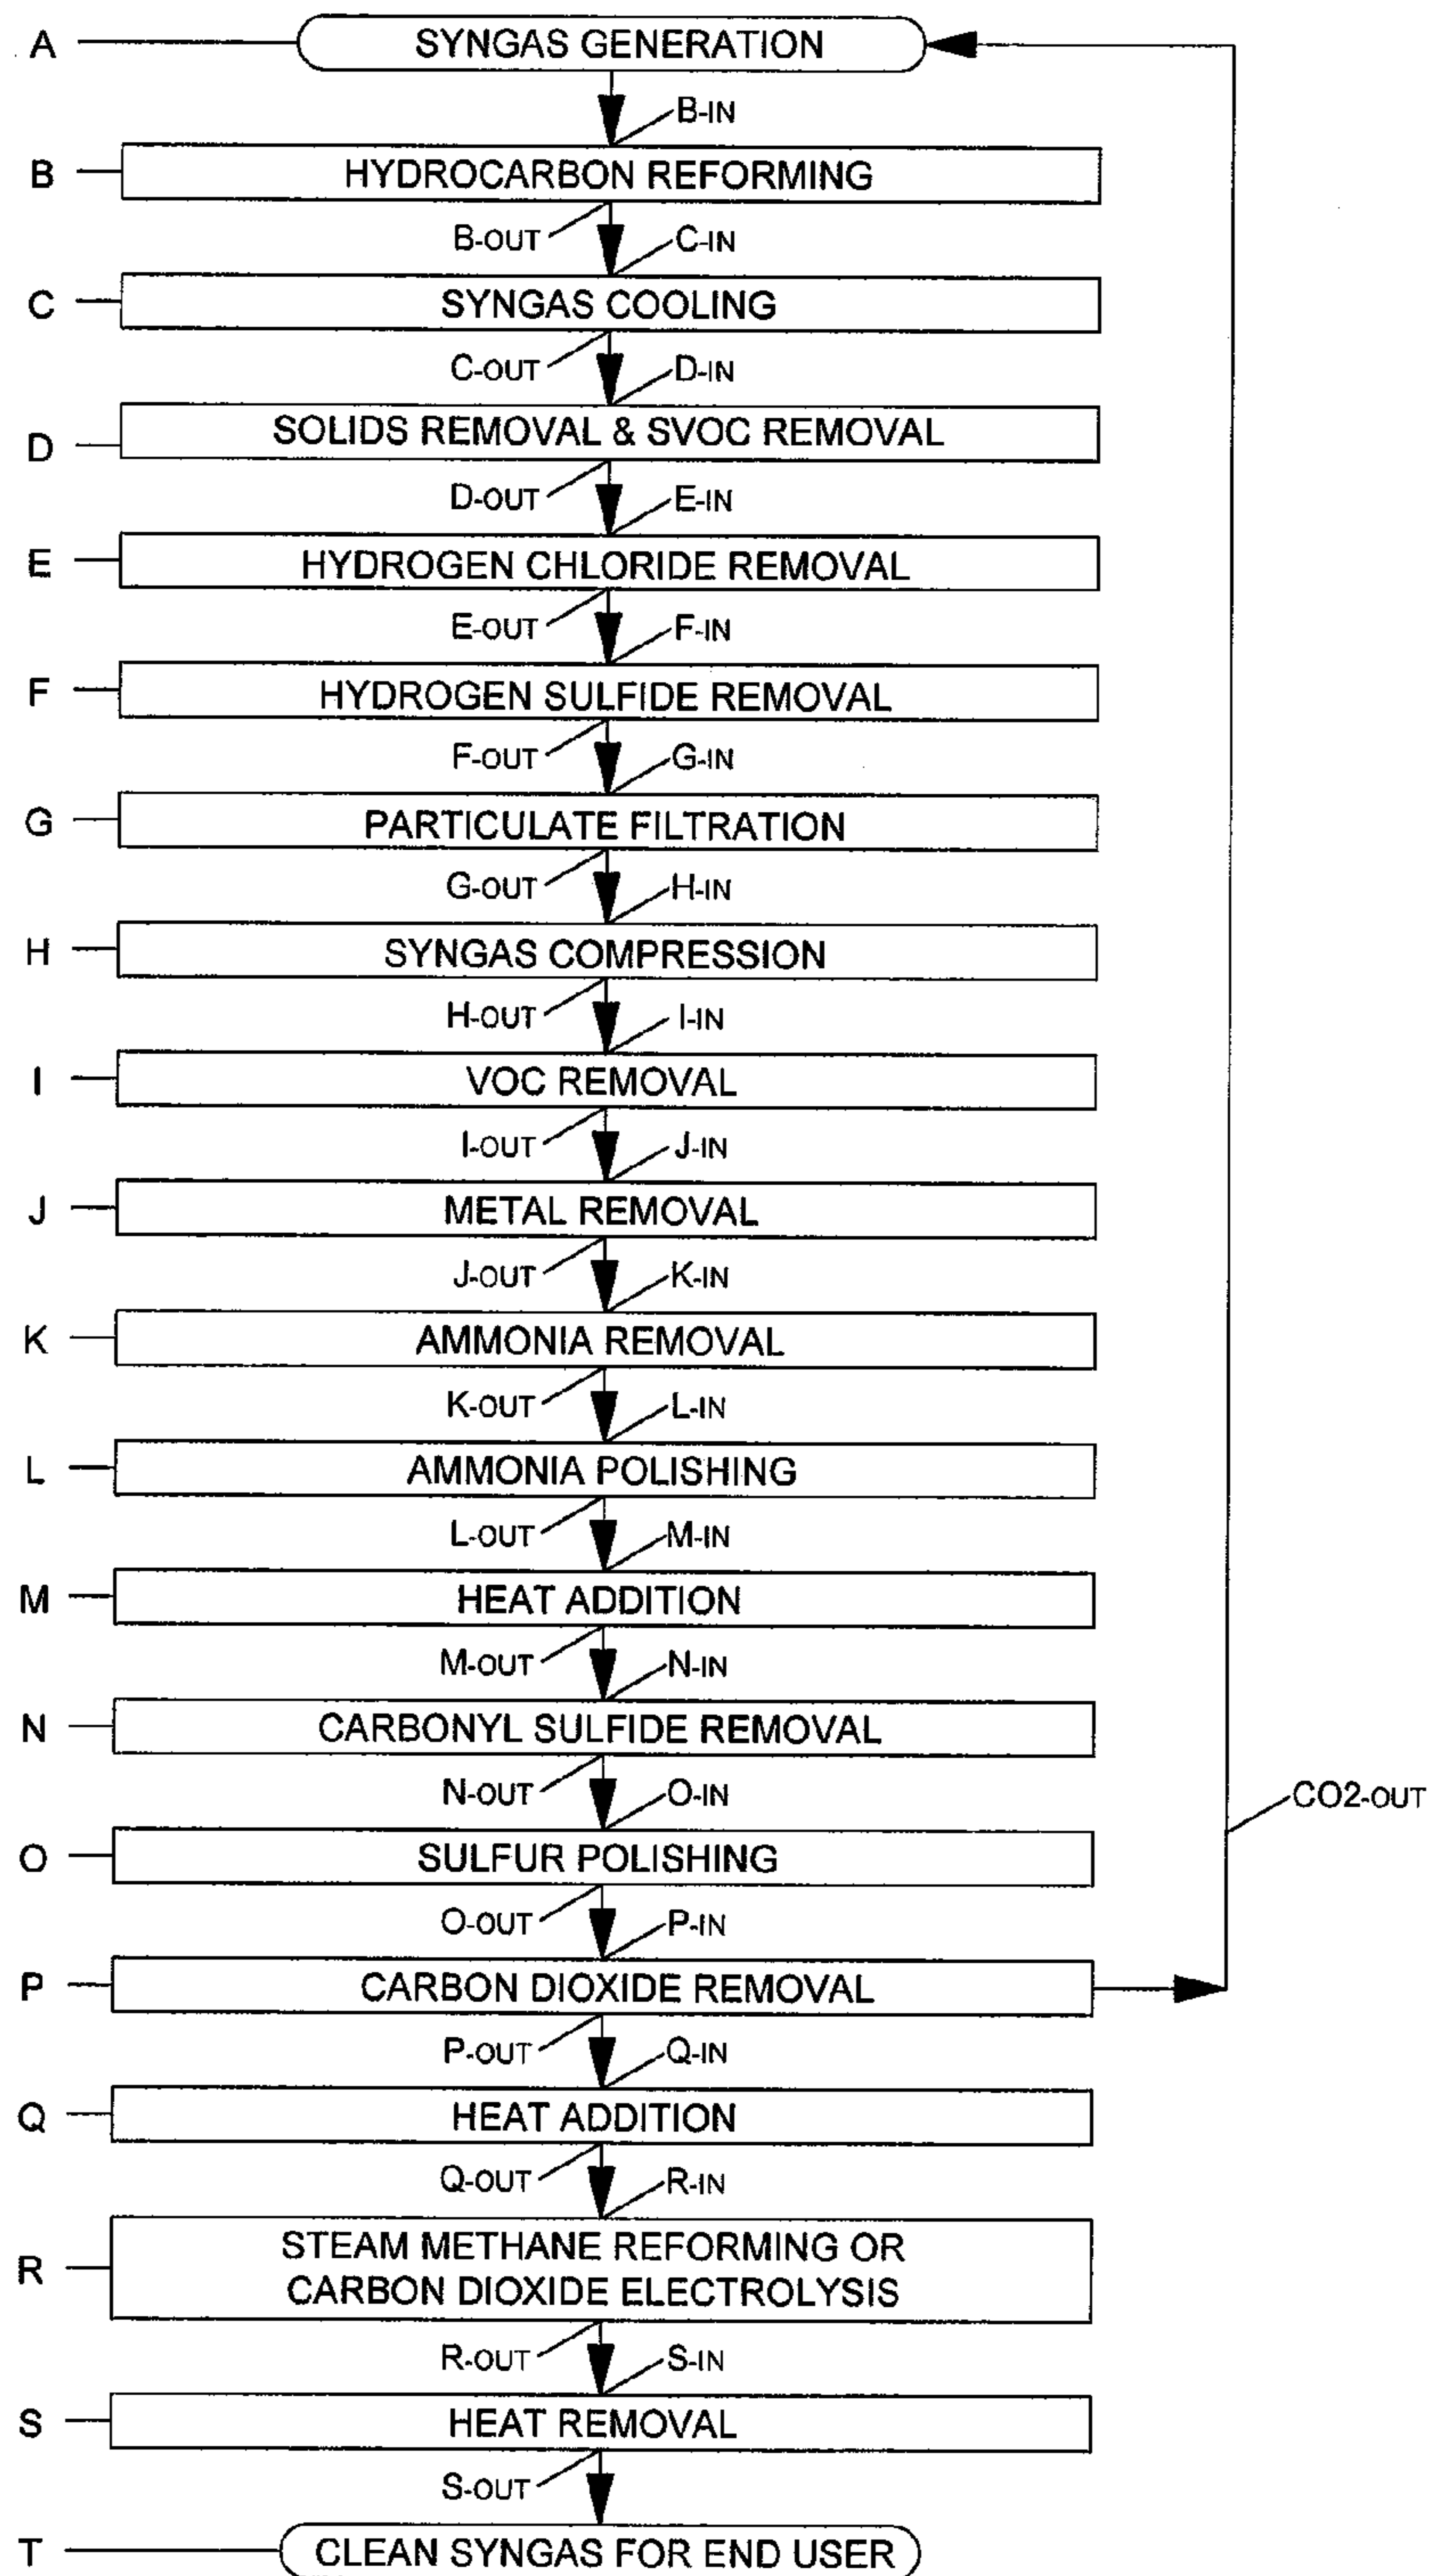 A SYNGAS GENERATION
B-IN
B HYDROCARBON REFORMING
B-OUT C-IN
C SYNGAS COOLING
C-OUT D-IN
D SOLIDS REMOVAL & SVOC REMOVAL
D-OUT E-IN
E HYDROGEN CHLORIDE REMOVAL
E-OUT F-IN
F HYDROGEN SULFIDE REMOVAL
F-OUT G-IN
G PARTICULATE FILTRATION
G-OUT H-IN
H SYNGAS COMPRESSION
H-OUT I-IN
I VOC REMOVAL
I-OUT J-IN
J METAL REMOVAL
J-OUT K-IN
K AMMONIA REMOVAL
K-OUT L-IN
L AMMONIA POLISHING
L-OUT M-IN
M HEAT ADDITION
M-OUT N-IN
N CARBONYL SULFIDE REMOVAL
N-OUT O-IN CO2-OUT
O SULFUR POLISHING
O-OUT P-IN
P CARBON DIOXIDE REMOVAL
P-OUT Q-IN
Q HEAT ADDITION
Q-OUT R-IN
R STEAM METHANE REFORMING OR
CARBON DIOXIDE ELECTROLYSIS
R-OUT S-IN
S HEAT REMOVAL
S-OUT
T CLEAN SYNGAS FOR END USER